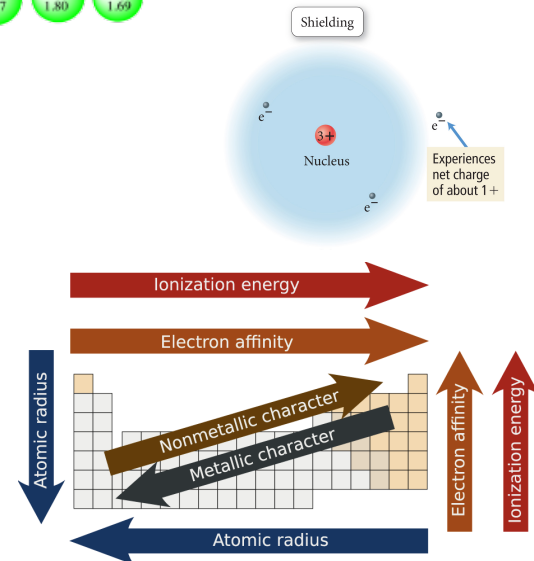 1.80
1.69
Shielding
e−
3+
Nucleus
e−
e−
Experiences
net charge
of about 1+
Ionization energy
Electron affinity
Atomic radius
Nonmetallic character
Metallic character
Electron affinity
Ionization energy
Atomic radius